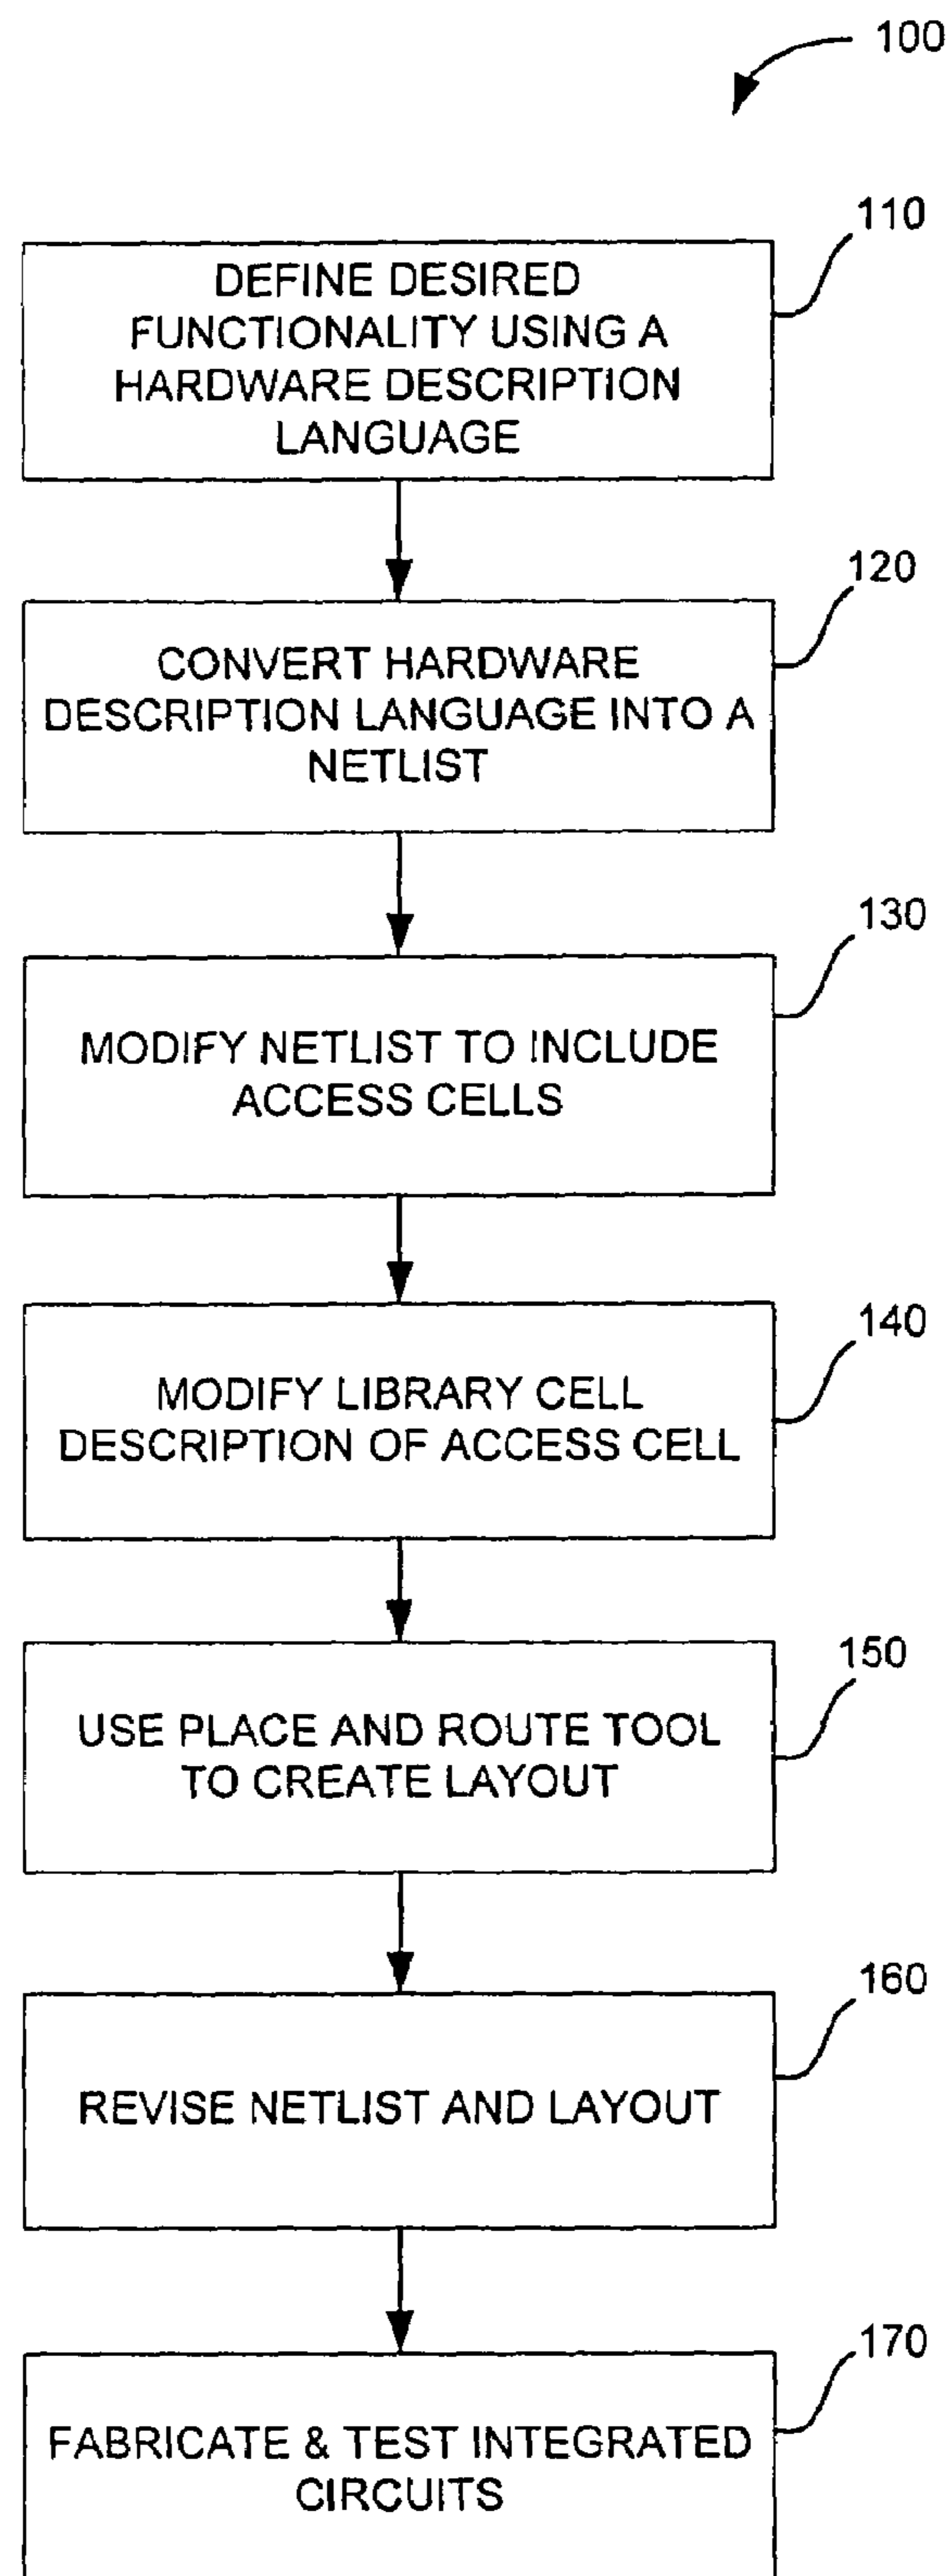 100
110
DEFINE DESIRED
FUNCTIONALITY USING A
HARDWARE DESCRIPTION
LANGUAGE
120
CONVERT HARDWARE
DESCRIPTION LANGUAGE INTO A
NETLIST
130
MODIFY NETLIST TO INCLUDE
ACCESS CELLS
140
MODIFY LIBRARY CELL
DESCRIPTION OF ACCESS CELL
150
USE PLACE AND ROUTE TOOL
TO CREATE LAYOUT
160
REVISE NETLIST AND LAYOUT
170
FABRICATE & TEST INTEGRATED
CIRCUITS